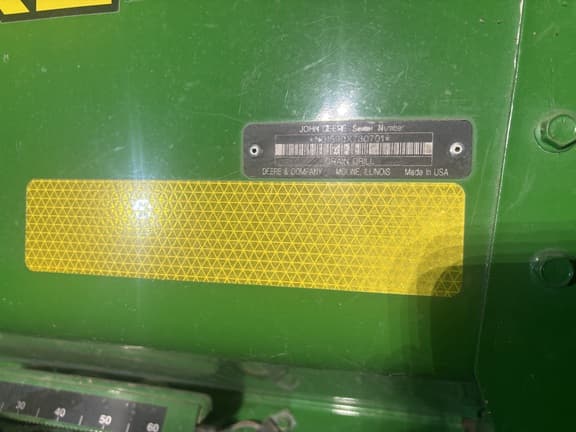 JOHN DEERE Serial Number
GRAIN DRILL
DEERE & COMPANY MOLINE, ILLINOIS Made in USA
30 40 50 60